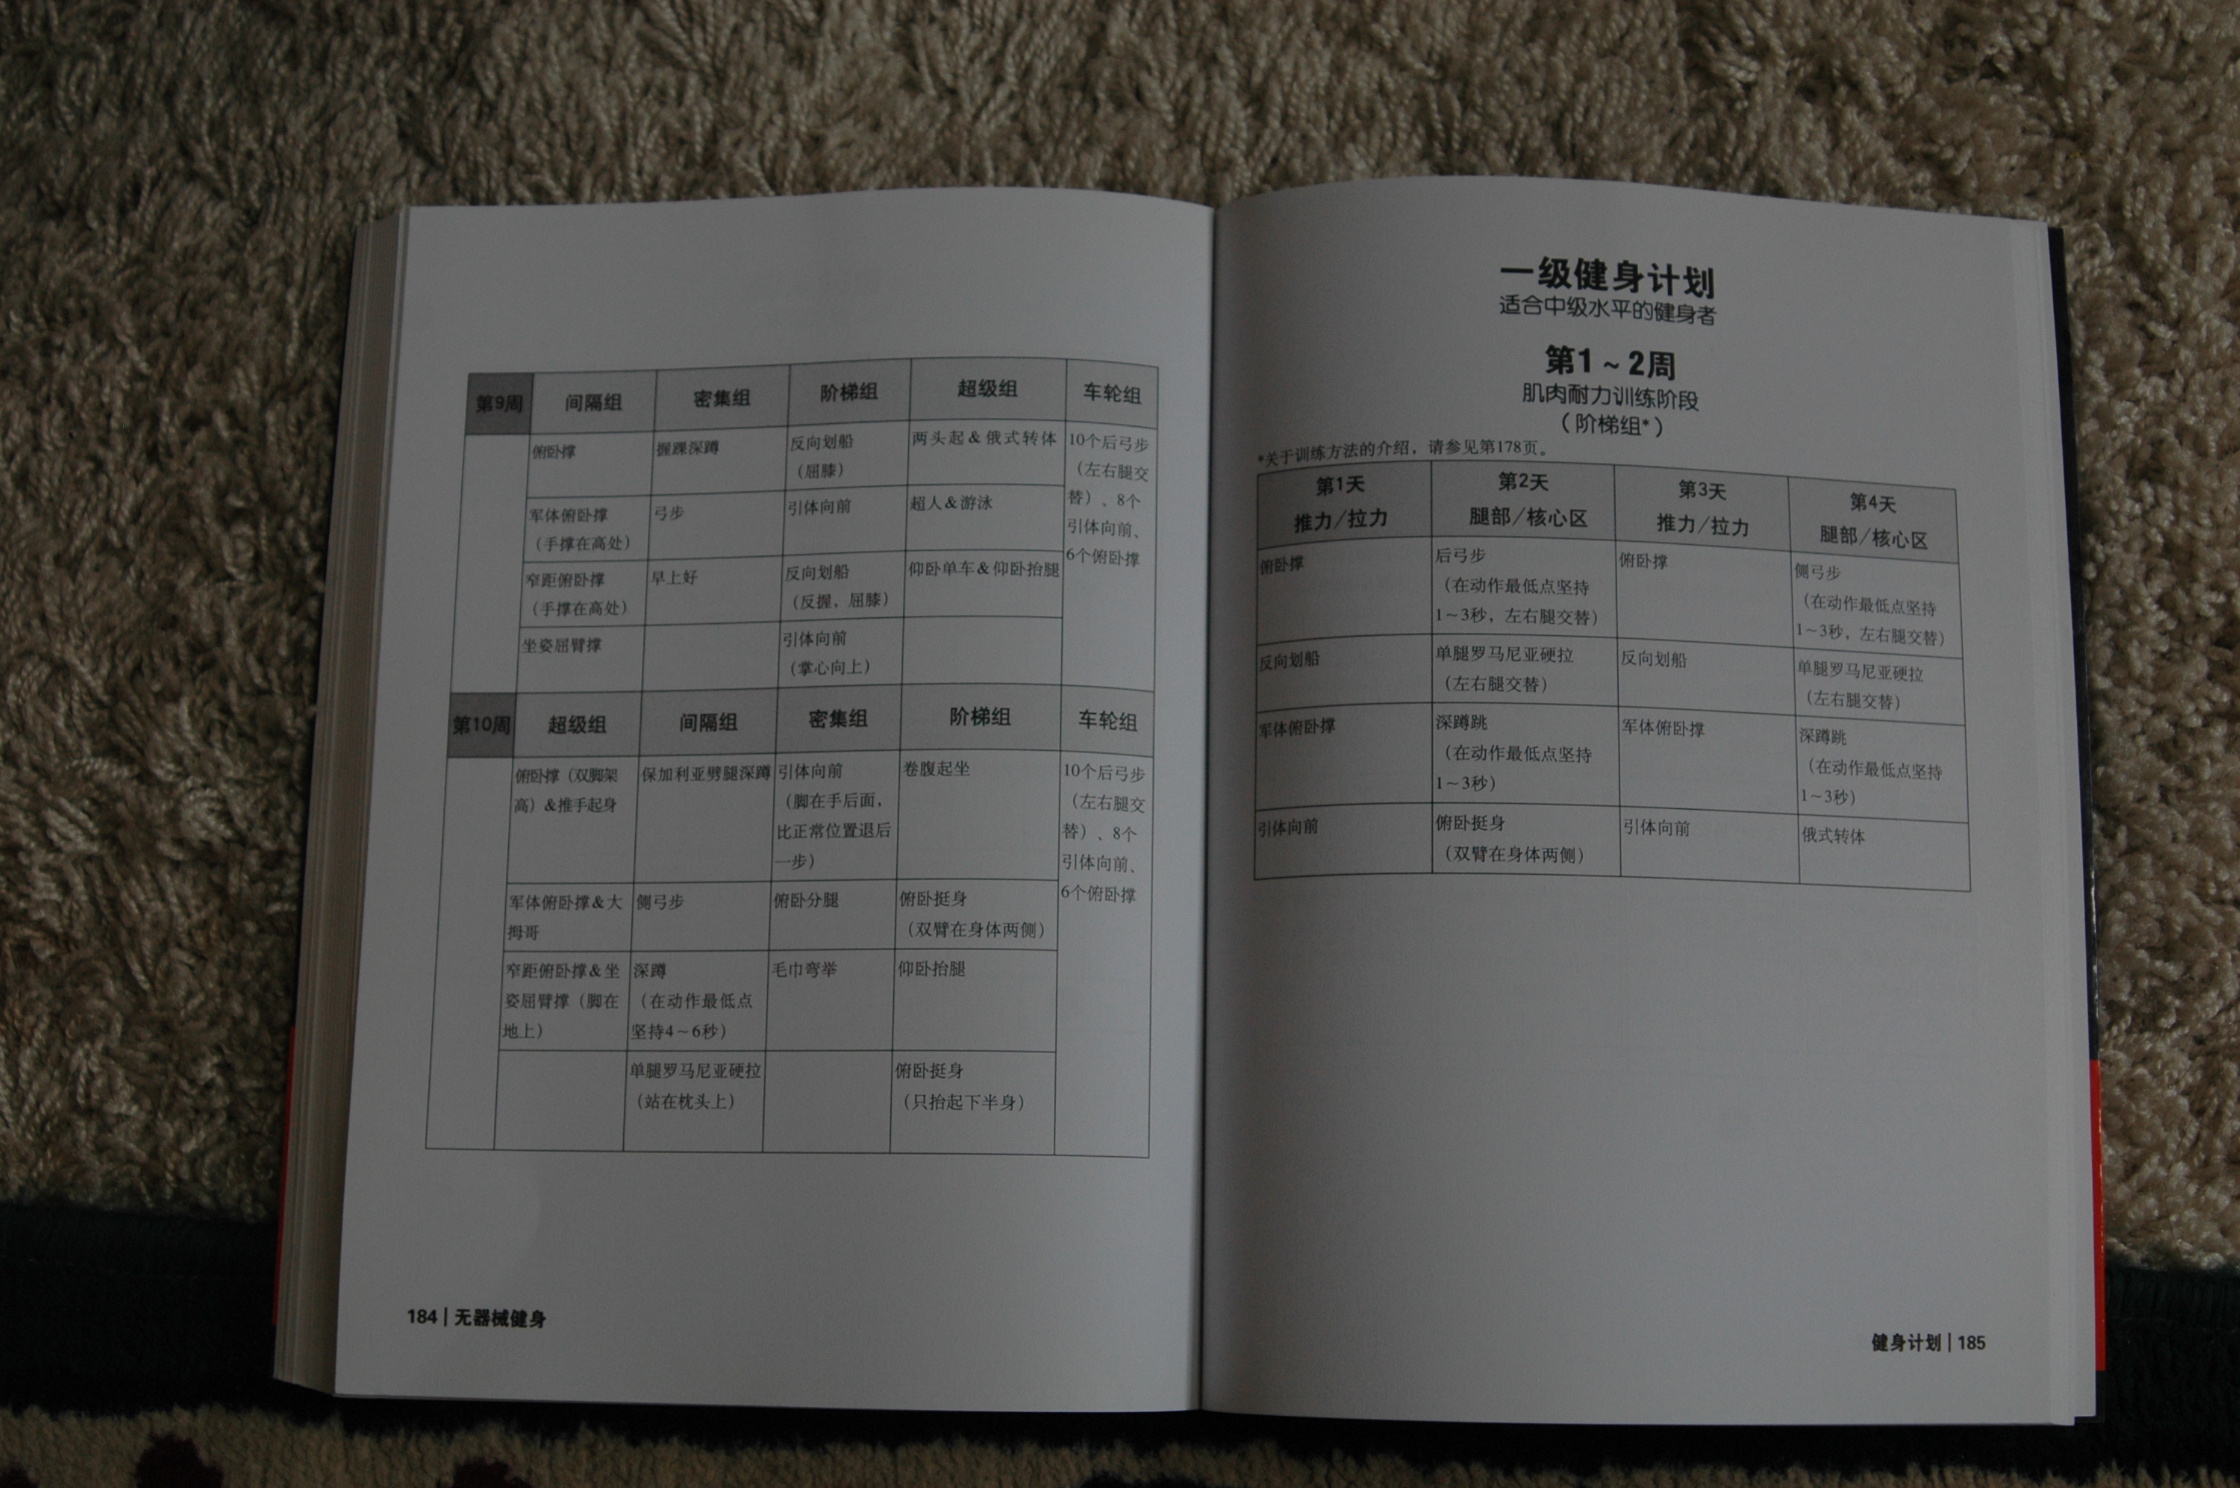 第9周 间隔组 密集组 阶梯组 超级组 车轮组
俯卧撑 握踝深蹲 反向划船 两头起&俄式转体 10个后弓步
（屈膝） （左右腿交
替）、8个
引体向前、
6个俯卧撑
军体俯卧撑 弓步 引体向前 超人&游泳
（手撑在高处）
窄距俯卧撑 早上好 反向划船 仰卧单车&仰卧抬腿
（手撑在高处） （反握，屈膝）
坐姿屈臂撑 引体向前
（掌心向上）
第10周 超级组 间隔组 密集组 阶梯组 车轮组
俯卧撑（双脚架 保加利亚劈腿深蹲 引体向前 卷腹起坐 10个后弓步
高）&推手起身 （脚在手后面， （左右腿交
比正常位置退后 替）、8个
一步） 引体向前、
6个俯卧撑
军体俯卧撑&大 侧弓步 俯卧分腿 俯卧挺身
拇哥 （双臂在身体两侧）
窄距俯卧撑&坐 深蹲 毛巾弯举 仰卧抬腿
姿屈臂撑（脚在 （在动作最低点
地上） 坚持4～6秒）
单腿罗马尼亚硬拉 俯卧挺身
（站在枕头上） （只抬起下半身）
184 | 无器械健身
一级健身计划
适合中级水平的健身者
第1～2周
肌肉耐力训练阶段
（阶梯组*）
*关于训练方法的介绍，请参见第178页。
第1天 第2天 第3天 第4天
推力/拉力 腿部/核心区 推力/拉力 腿部/核心区
俯卧撑 后弓步 俯卧撑 侧弓步
（在动作最低点坚持 （在动作最低点坚持
1～3秒，左右腿交替） 1～3秒，左右腿交替）
反向划船 单腿罗马尼亚硬拉 反向划船 单腿罗马尼亚硬拉
（左右腿交替） （左右腿交替）
军体俯卧撑 深蹲跳 军体俯卧撑 深蹲跳
（在动作最低点坚持 （在动作最低点坚持
1～3秒） 1～3秒）
引体向前 俯卧挺身 引体向前 俄式转体
（双臂在身体两侧）
健身计划 | 185